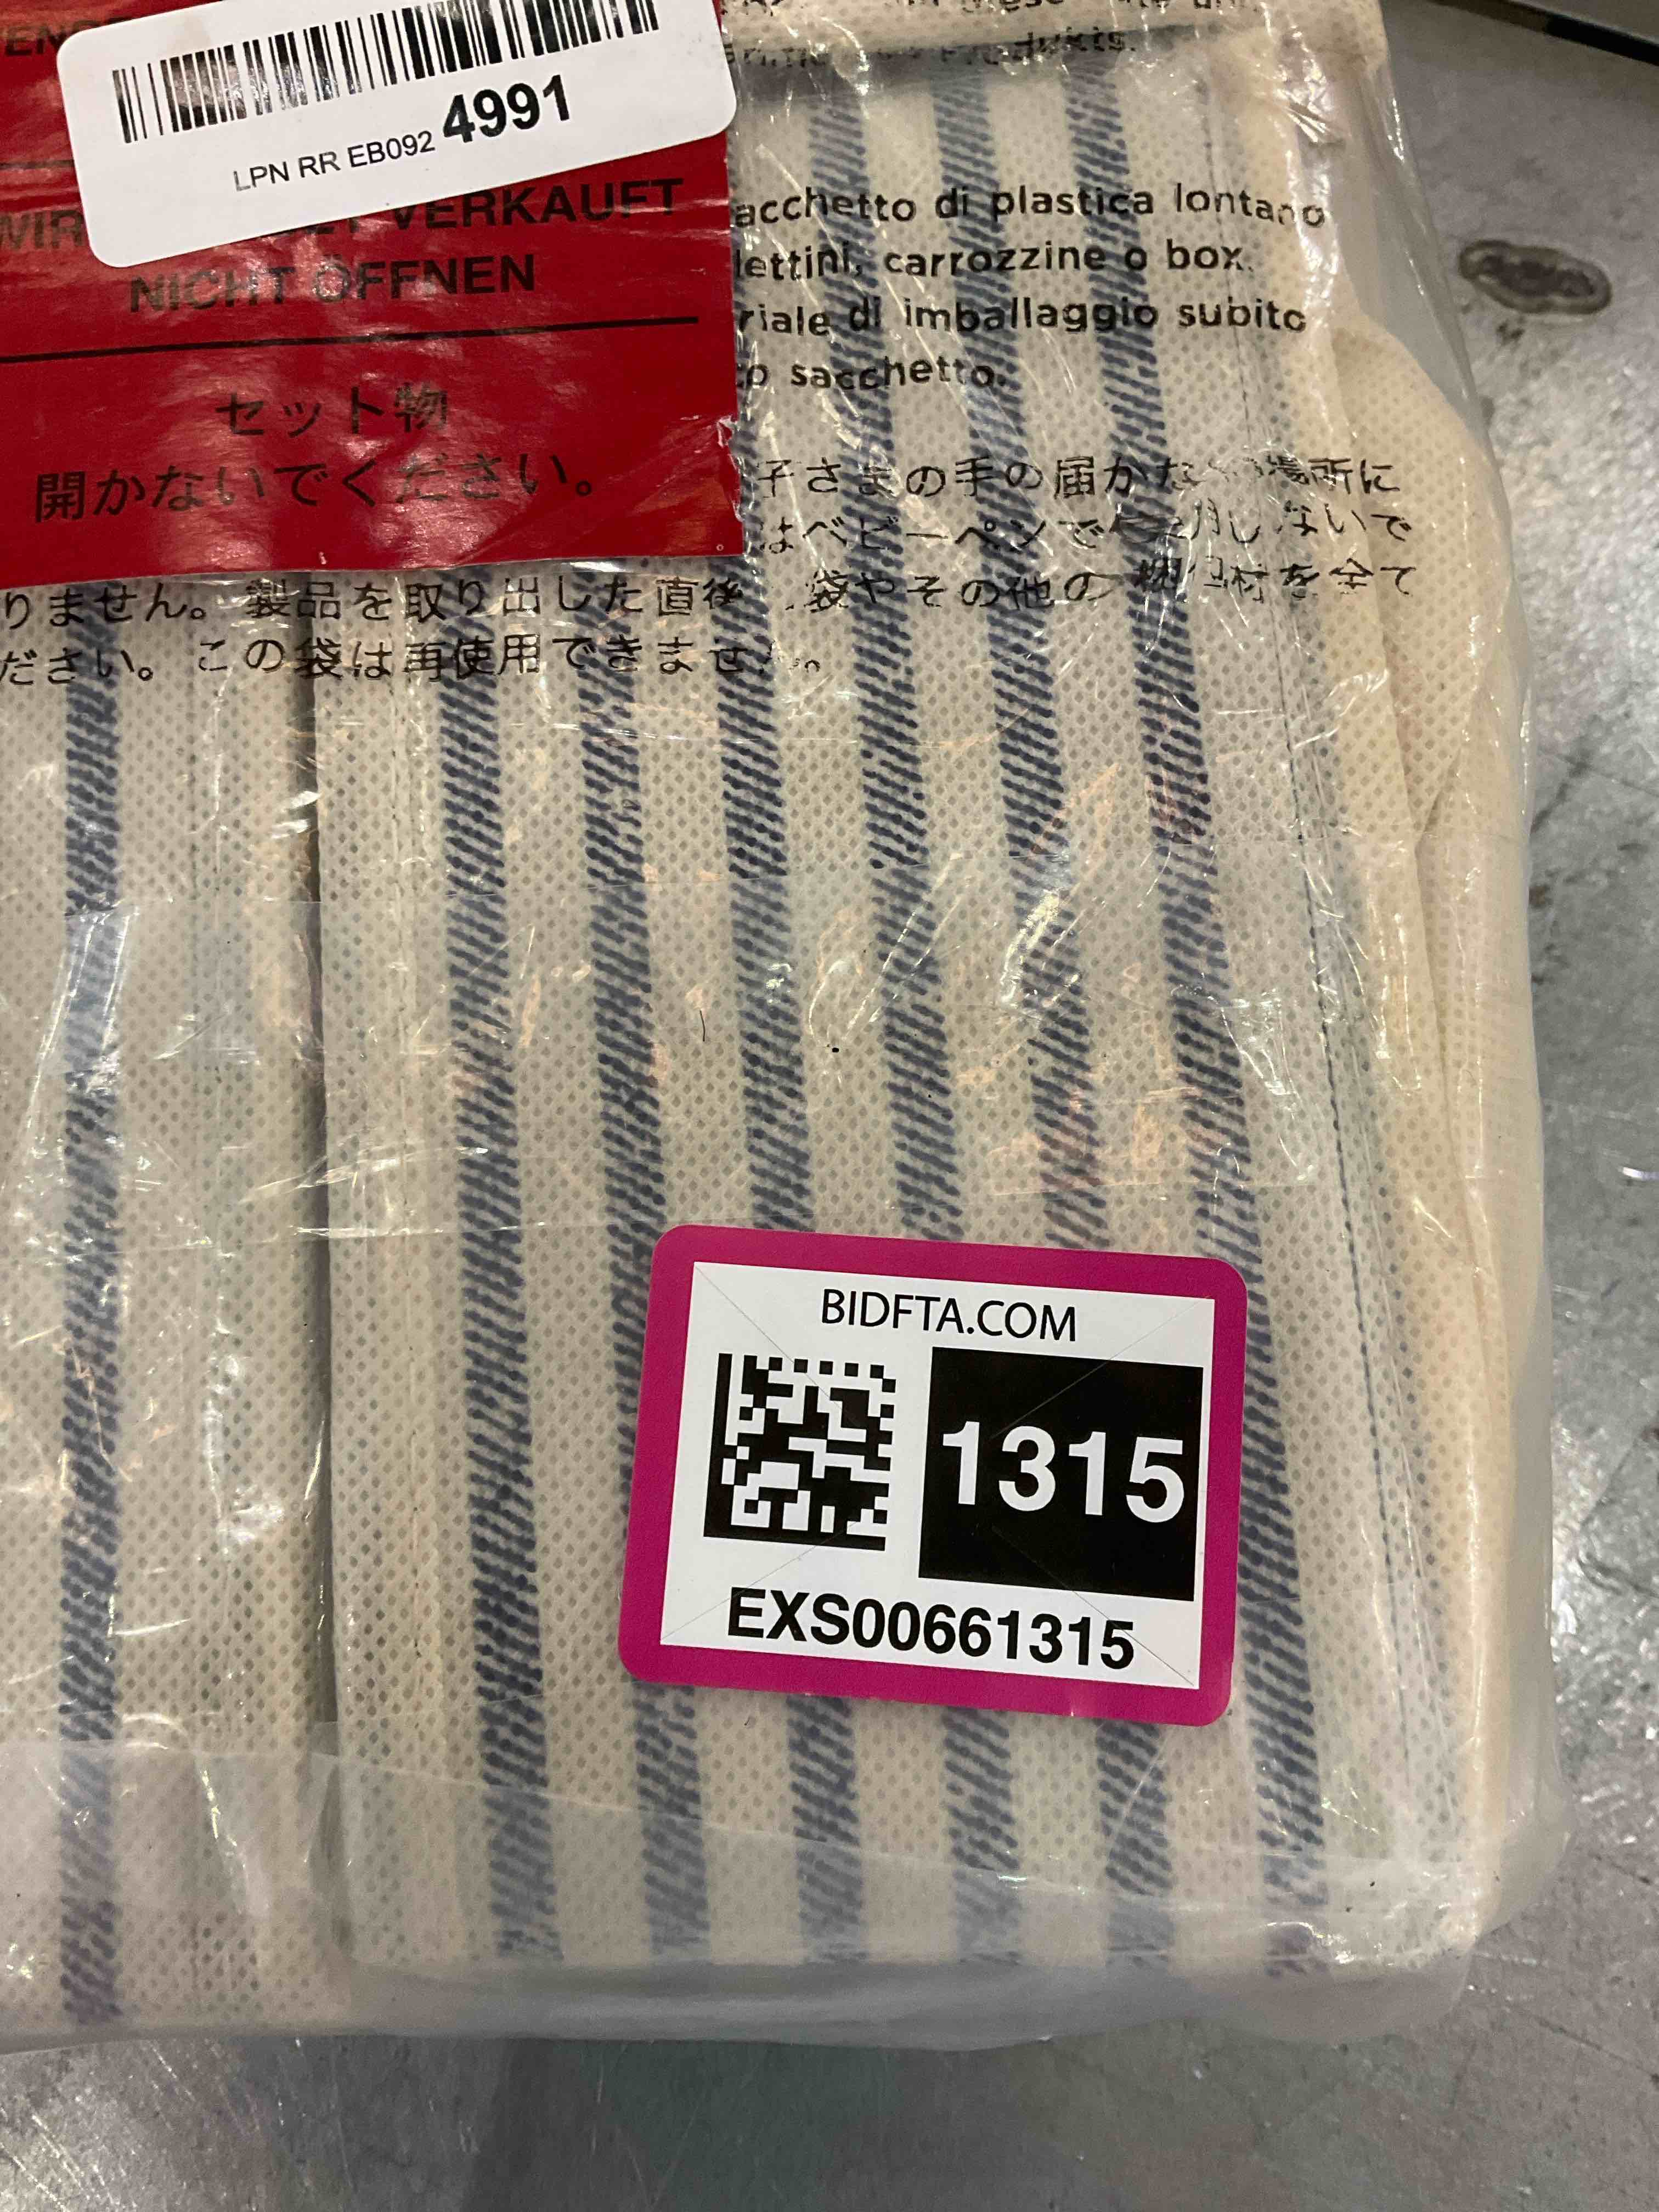 LPN RR EB092 4991
VERKAUFT
NICHT ÖFFNEN
セット物
開かないでください。
Produkts.
acchetto di plastica lontano
lettini, carrozzine o box.
riale di imballaggio subito
sacchetto.
子さまの手の届かな 場所に
はベビーペンで しないで
りません。 製品を取り出した直後 袋やその他の 梱包材を全て
ださい。 この袋は再使用できません。
BIDFTA.COM
1315
EXS00661315